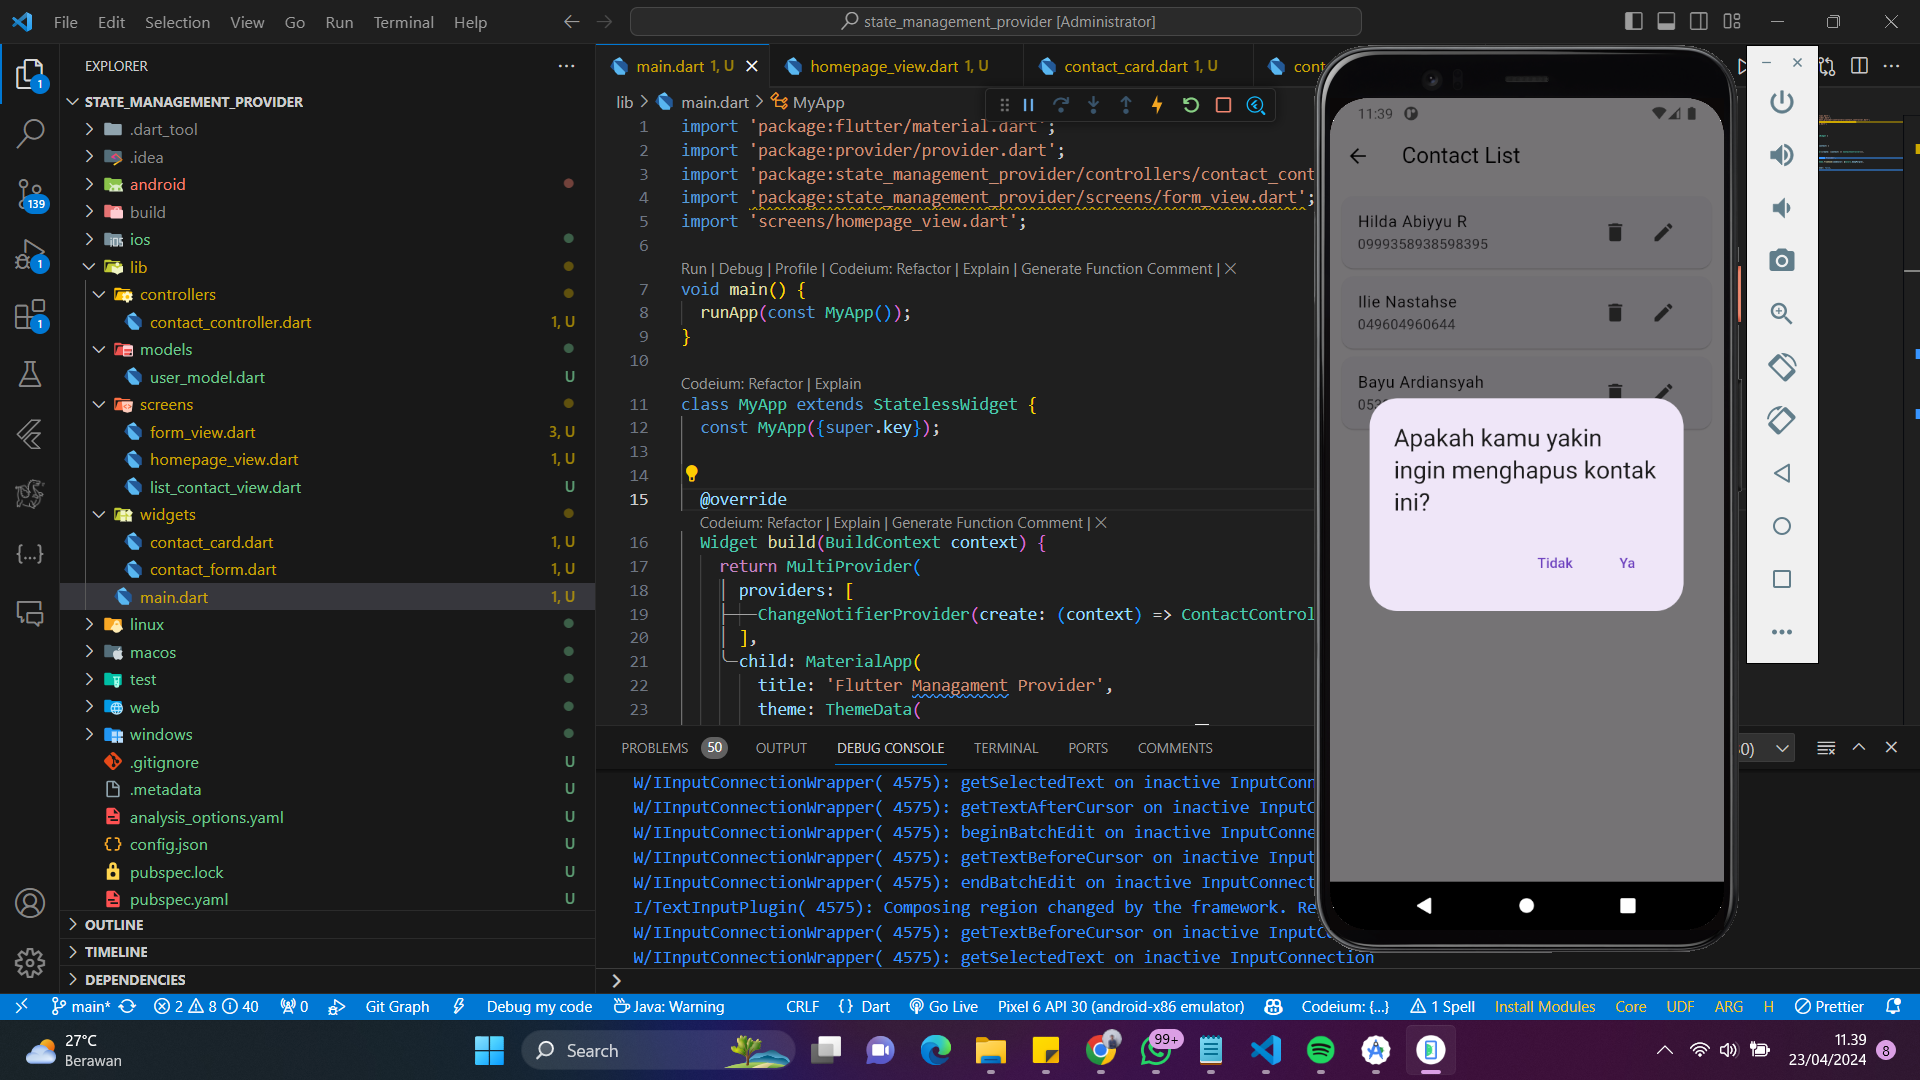 File Edit Selection View Go Run Terminal Help
state_management_provider [Administrator]
EXPLORER
STATE_MANAGEMENT_PROVIDER
.dart_tool
.idea
android
build
ios
lib
controllers
contact_controller.dart 1, U
models
user_model.dart U
screens
form_view.dart 3, U
homepage_view.dart 1, U
list_contact_view.dart U
widgets
contact_card.dart 1, U
contact_form.dart 1, U
main.dart 1, U
linux
macos
test
web
windows
.gitignore U
.metadata U
analysis_options.yaml U
config.json U
pubspec.lock U
pubspec.yaml U
OUTLINE
TIMELINE
DEPENDENCIES
1
139
1
1
main.dart 1, U
homepage_view.dart 1, U
contact_card.dart 1, U
cont
lib > main.dart > MyApp
1 import 'package:flutter/material.dart';
2 import 'package:provider/provider.dart';
3 import 'package:state_management_provider/controllers/contact_cont
4 import 'package:state_management_provider/screens/form_view.dart';
5 import 'screens/homepage_view.dart';
6
Run | Debug | Profile | Codeium: Refactor | Explain | Generate Function Comment | X
7 void main() {
8 runApp(const MyApp());
9 }
10
Codeium: Refactor | Explain
11 class MyApp extends StatelessWidget {
12 const MyApp({super.key});
13
14
15 @override
Codeium: Refactor | Explain | Generate Function Comment | X
16 Widget build(BuildContext context) {
17 return MultiProvider(
18 providers: [
19 ChangeNotifierProvider(create: (context) => ContactControl
20 ],
21 child: MaterialApp(
22 title: 'Flutter Managament Provider',
23 theme: ThemeData(
PROBLEMS 50 OUTPUT DEBUG CONSOLE TERMINAL PORTS COMMENTS
W/IInputConnectionWrapper( 4575): getSelectedText on inactive InputConn
W/IInputConnectionWrapper( 4575): getTextAfterCursor on inactive InputC
W/IInputConnectionWrapper( 4575): beginBatchEdit on inactive InputConne
W/IInputConnectionWrapper( 4575): getTextBeforeCursor on inactive Input
W/IInputConnectionWrapper( 4575): endBatchEdit on inactive InputConnect
I/TextInputPlugin( 4575): Composing region changed by the framework. Re
W/IInputConnectionWrapper( 4575): getTextBeforeCursor on inactive InputCo
W/IInputConnectionWrapper( 4575): getSelectedText on inactive InputConnection
11:39
Contact List
Hilda Abiyyu R
0999358938598395
Ilie Nastahse
049604960644
Bayu Ardiansyah
Apakah kamu yakin
ingin menghapus kontak
ini?
Tidak Ya
main* 2 8 40 0 Git Graph Debug my code Java: Warning CRLF {} Dart Go Live Pixel 6 API 30 (android-x86 emulator) Codeium: {...} 1 Spell Install Modules Core UDF ARG H Prettier
27°C
Berawan
Search
99+
11.39
23/04/2024
8